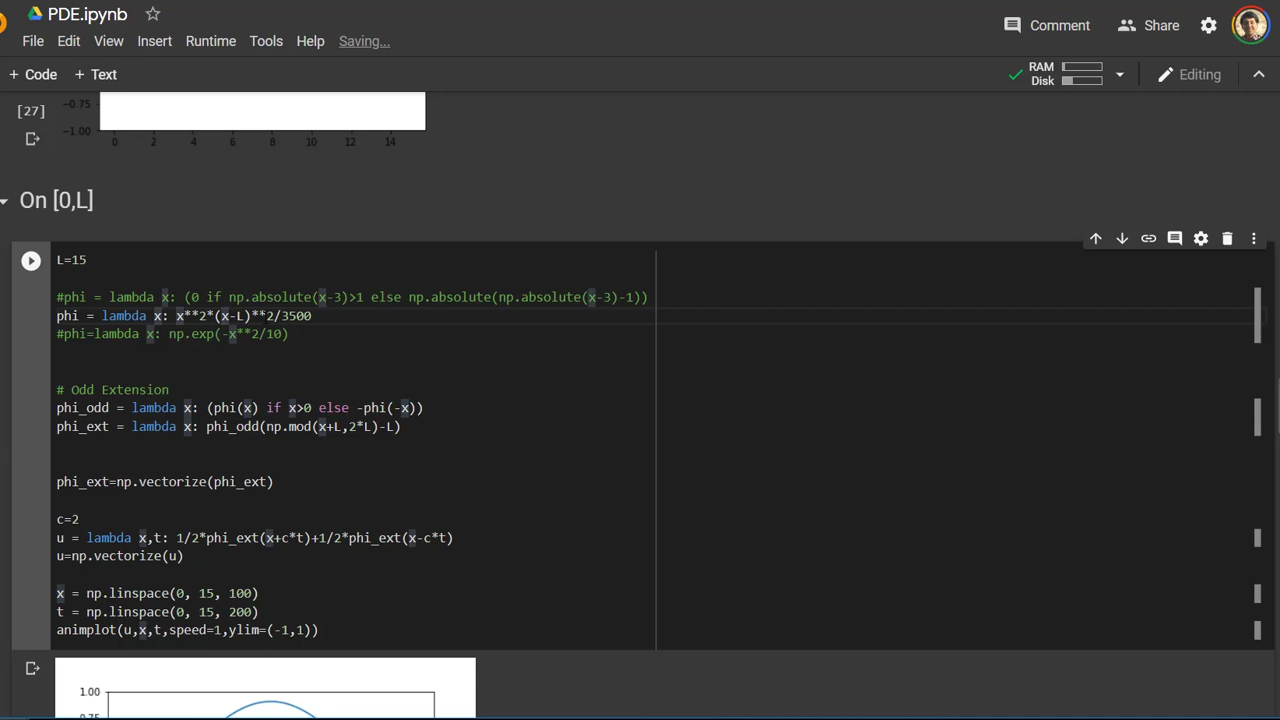 PDE.ipynb
File Edit View Insert Runtime Tools Help Saving...
Comment Share
+ Code + Text
RAM
Disk
Editing
[27]
−0.75
−1.00
0 2 4 6 8 10 12 14
On [0,L]
L=15
#phi = lambda x: (0 if np.absolute(x-3)>1 else np.absolute(np.absolute(x-3)-1))
phi = lambda x: x**2*(x-L)**2/3500
#phi=lambda x: np.exp(-x**2/10)
# Odd Extension
phi_odd = lambda x: (phi(x) if x>0 else -phi(-x))
phi_ext = lambda x: phi_odd(np.mod(x+L,2*L)-L)
phi_ext=np.vectorize(phi_ext)
c=2
u = lambda x,t: 1/2*phi_ext(x+c*t)+1/2*phi_ext(x-c*t)
u=np.vectorize(u)
x = np.linspace(0, 15, 100)
t = np.linspace(0, 15, 200)
animplot(u,x,t,speed=1,ylim=(-1,1))
1.00
0.75